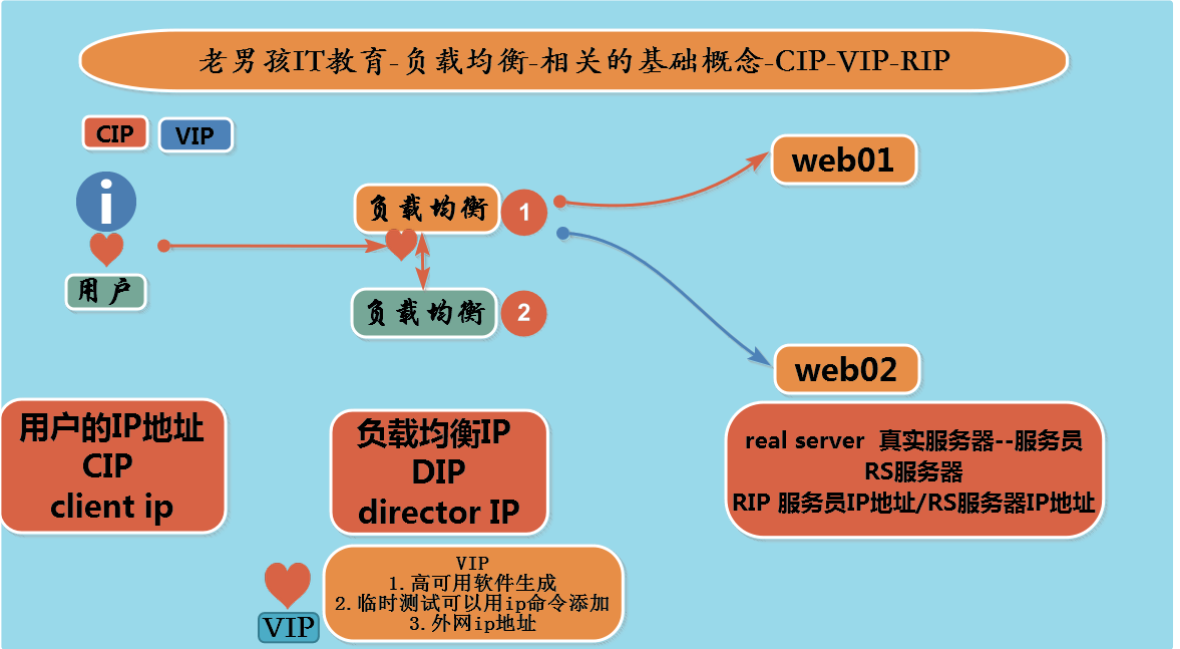 老男孩IT教育-负载均衡-相关的基础概念-CIP-VIP-RIP
CIP
VIP
i
用户
负载均衡
1
负载均衡
2
web01
web02
用户的IP地址
CIP
client ip
负载均衡IP
DIP
director IP
real server 真实服务器--服务员
RS服务器
RIP 服务员IP地址/RS服务器IP地址
VIP
VIP
1.高可用软件生成
2.临时测试可以用ip命令添加
3.外网ip地址